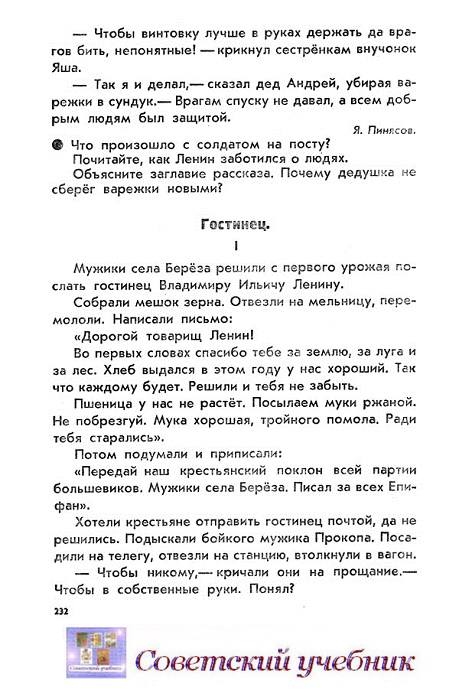 — Чтобы винтовку лучше в руках держать да вра-
гов бить, непонятные! — крикнул сестрёнкам внучонок
Яша.
— Так я и делал,— сказал дед Андрей, убирая ва-
режки в сундук.— Врагам спуску не давал, а всем доб-
рым людям был защитой.
Я. Пинясов.
Что произошло с солдатом на посту?
Почитайте, как Ленин заботился о людях.
Объясните заглавие рассказа. Почему дедушка не
сберёг варежки новыми?
Гостинец.
I
Мужики села Берёза решили с первого урожая по-
слать гостинец Владимиру Ильичу Ленину.
Собрали мешок зерна. Отвезли на мельницу, пере-
мололи. Написали письмо:
«Дорогой товарищ Ленин!
Во первых словах спасибо тебе за землю, за луга и
за лес. Хлеб выдался в этом году у нас хороший. Так
что каждому будет. Решили и тебя не забыть.
Пшеница у нас не растёт. Посылаем муки ржаной.
Не побрезгуй. Мука хорошая, тройного помола. Ради
тебя старались».
Потом подумали и приписали:
«Передай наш крестьянский поклон всей партии
большевиков. Мужики села Берёза. Писал за всех Епи-
фан».
Хотели крестьяне отправить гостинец почтой, да не
решились. Подыскали бойкого мужика Прокопа. Поса-
дили на телегу, отвезли на станцию, втолкнули в вагон.
— Чтобы никому,— кричали они на прощание.—
Чтобы в собственные руки. Понял?
232
Советский учебник
Советский учебник